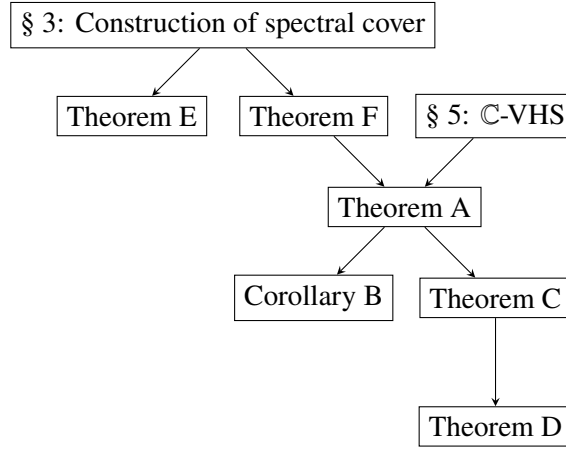 § 3: Construction of spectral cover
Theorem E
Theorem F
§ 5: ℂ-VHS
Theorem A
Corollary B
Theorem C
Theorem D